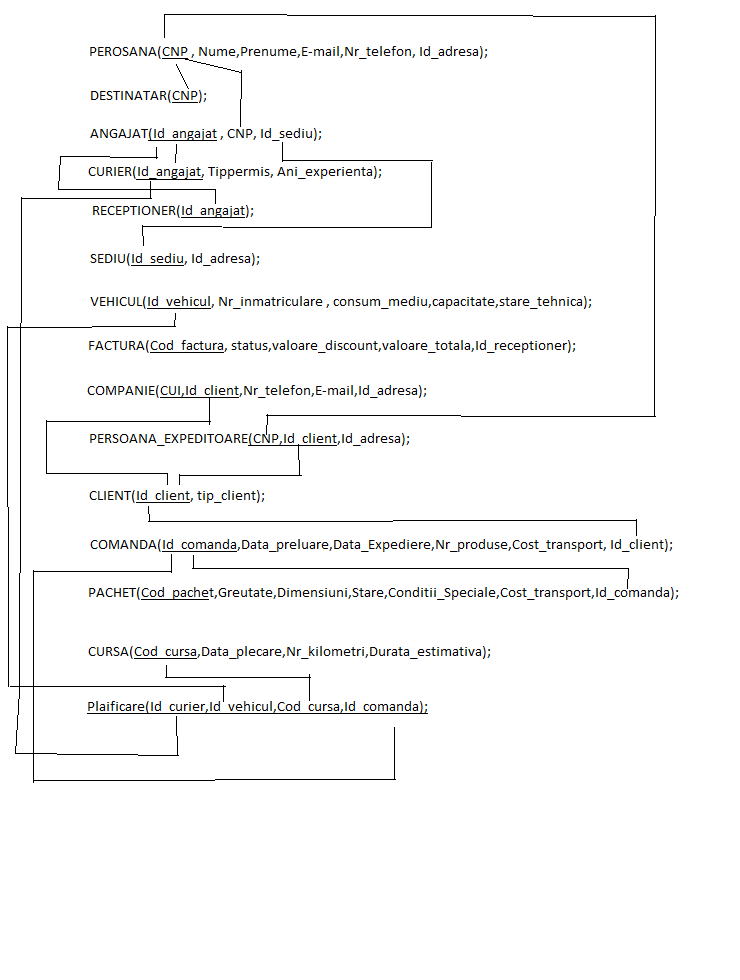 PEROSANA(CNP , Nume,Prenume,E-mail,Nr_telefon, Id_adresa);
DESTINATAR(CNP);
ANGAJAT(Id_angajat , CNP, Id_sediu);
CURIER(Id_angajat, Tippermis, Ani_experienta);
RECEPTIONER(Id_angajat);
SEDIU(Id_sediu, Id_adresa);
VEHICUL(Id_vehicul, Nr_inmatriculare , consum_mediu,capacitate,stare_tehnica);
FACTURA(Cod_factura, status,valoare_discount,valoare_totala,Id_receptioner);
COMPANIE(CUI,Id_client,Nr_telefon,E-mail,Id_adresa);
PERSOANA_EXPEDITOARE(CNP,Id_client,Id_adresa);
CLIENT(Id_client, tip_client);
COMANDA(Id_comanda,Data_preluare,Data_Expediere,Nr_produse,Cost_transport, Id_client);
PACHET(Cod_pachet,Greutate,Dimensiuni,Stare,Conditii_Speciale,Cost_transport,Id_comanda);
CURSA(Cod_cursa,Data_plecare,Nr_kilometri,Durata_estimativa);
Plaificare(Id_curier,Id_vehicul,Cod_cursa,Id_comanda);